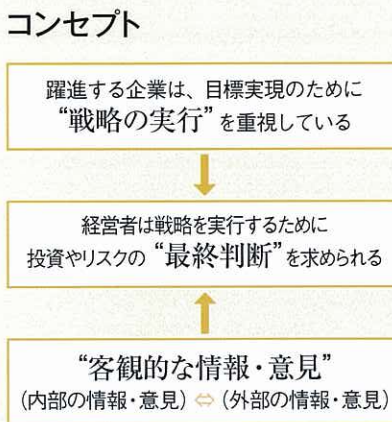 コンセプト
躍進する企業は、目標実現のために
“戦略の実行”を重視している
経営者は戦略を実行するために
投資やリスクの“最終判断”を求められる
“客観的な情報・意見”
(内部の情報・意見) ⇔ (外部の情報・意見)